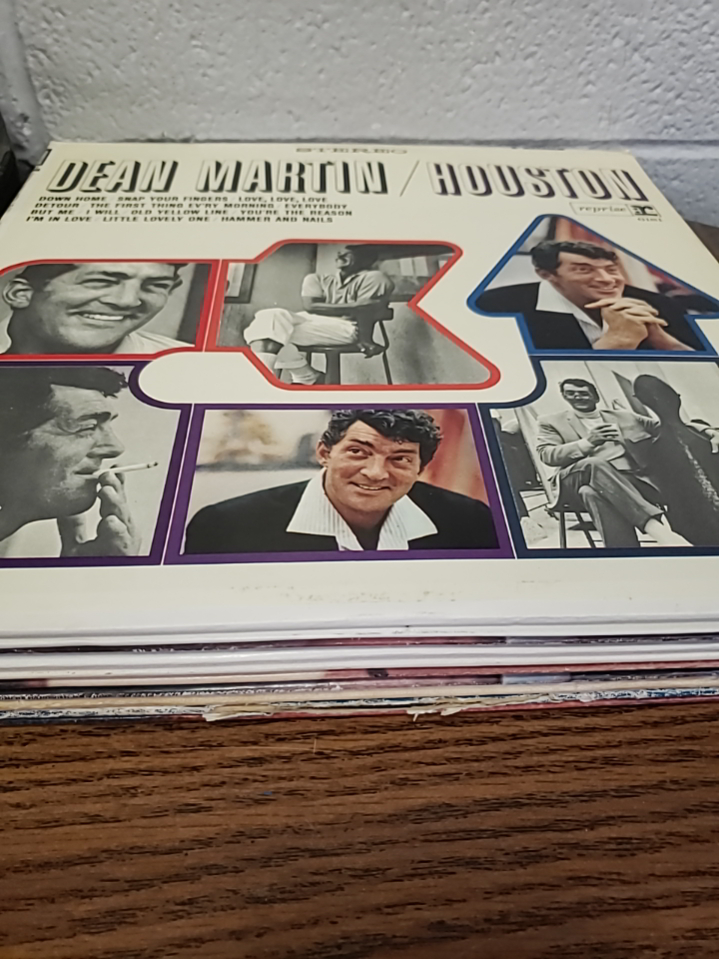 STEREO
DEAN MARTIN / HOUSTON
DOWN HOME · SNAP YOUR FINGERS · LOVE, LOVE, LOVE
DETOUR · THE FIRST THING EV'RY MORNING · EVERYBODY
BUT ME · I WILL · OLD YELLOW LINE · YOU'RE THE REASON
I'M IN LOVE · LITTLE LOVELY ONE · HAMMER AND NAILS
reprise